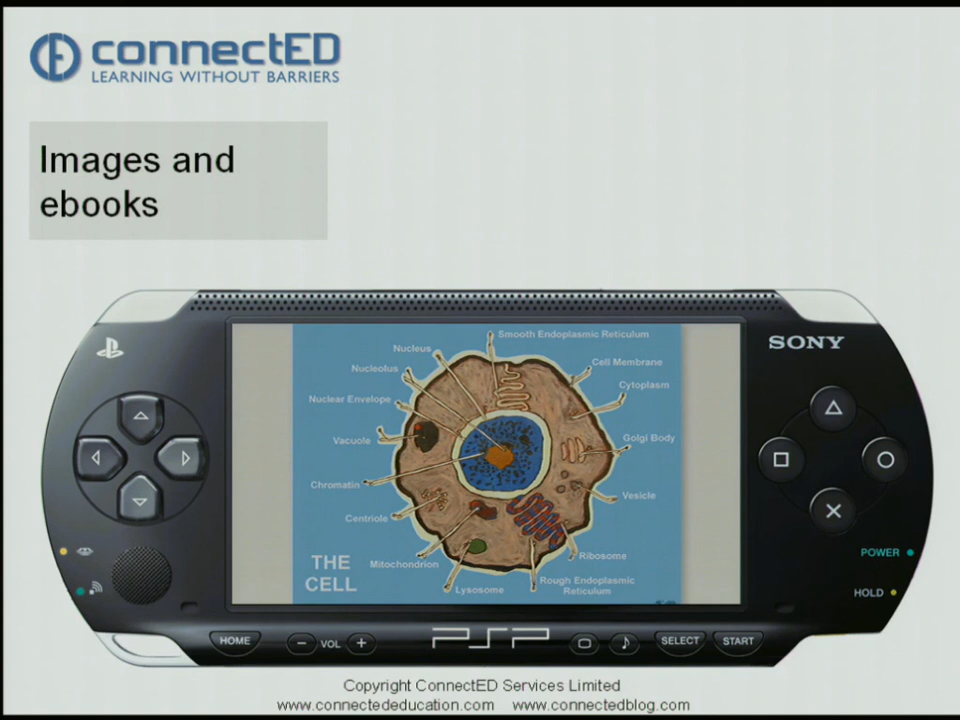 connectED
LEARNING WITHOUT BARRIERS
Images and
ebooks
SONY
Smooth Endoplasmic Reticulum
Nucleus
Cell Membrane
Nucleolus
Cytoplasm
Nuclear Envelope
Golgi Body
Vacuole
Chromatin
Vesicle
Centriole
Ribosome
Mitochondrion
Rough Endoplasmic
Reticulum
Lysosome
THE
CELL
POWER
HOLD
HOME
VOL
PSP
SELECT
START
Copyright ConnectED Services Limited
www.connectededucation.com www.connectedblog.com